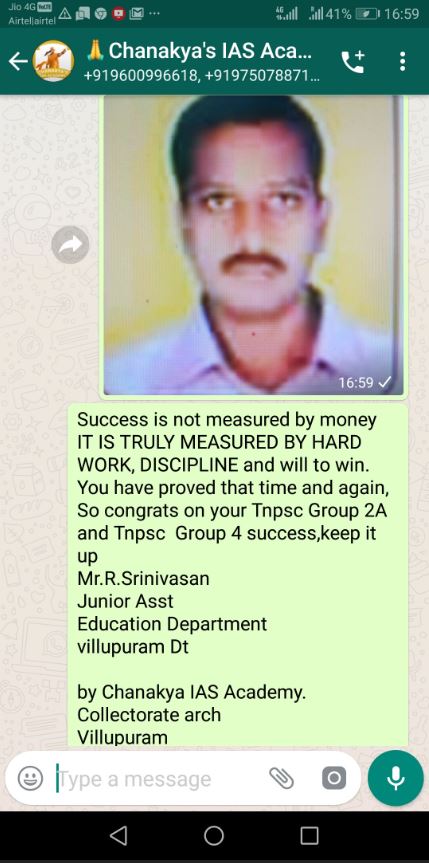 Jio 4G VoLTE
Airtel|airtel
4G
41%
16:59
🙏 Chanakya's IAS Aca...
+919600996618, +91975078871...
16:59
Success is not measured by money
IT IS TRULY MEASURED BY HARD
WORK, DISCIPLINE and will to win.
You have proved that time and again,
So congrats on your Tnpsc Group 2A
and Tnpsc  Group 4 success,keep it
up
Mr.R.Srinivasan
Junior Asst
Education Department
villupuram Dt

by Chanakya IAS Academy.
Collectorate arch
Villupuram
Type a message